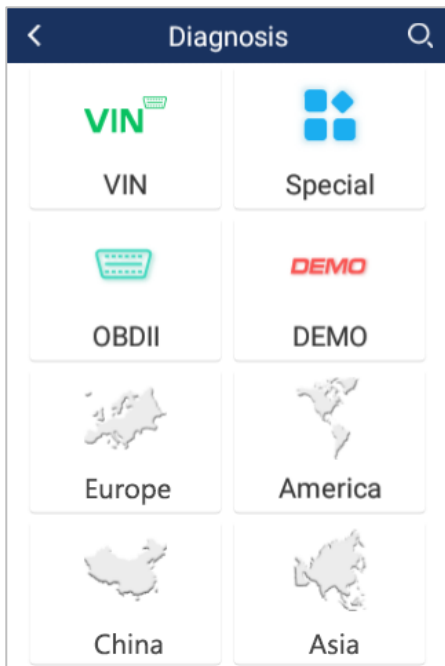 Diagnosis
VIN
VIN
Special
OBDII
DEMO
DEMO
Europe
America
China
Asia